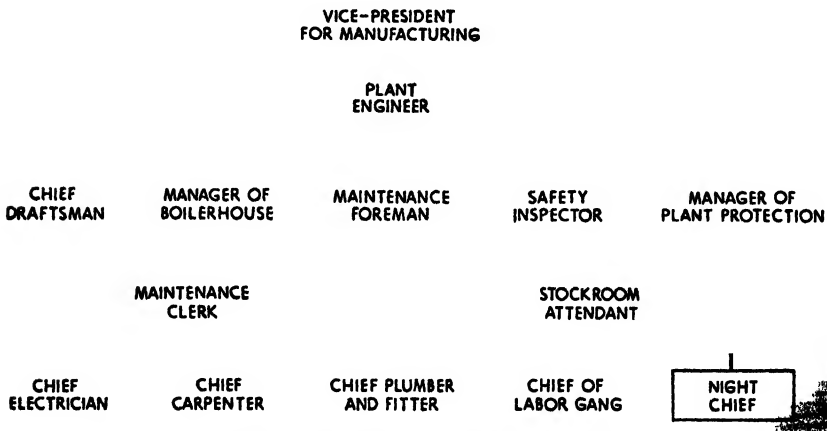 VICE-PRESIDENT
FOR MANUFACTURING
PLANT
ENGINEER
CHIEF
DRAFTSMAN
MANAGER OF
BOILERHOUSE
MAINTENANCE
FOREMAN
SAFETY
INSPECTOR
MANAGER OF
PLANT PROTECTION
MAINTENANCE
CLERK
STOCKROOM
ATTENDANT
CHIEF
ELECTRICIAN
CHIEF
CARPENTER
CHIEF PLUMBER
AND FITTER
CHIEF OF
LABOR GANG
NIGHT
CHIEF